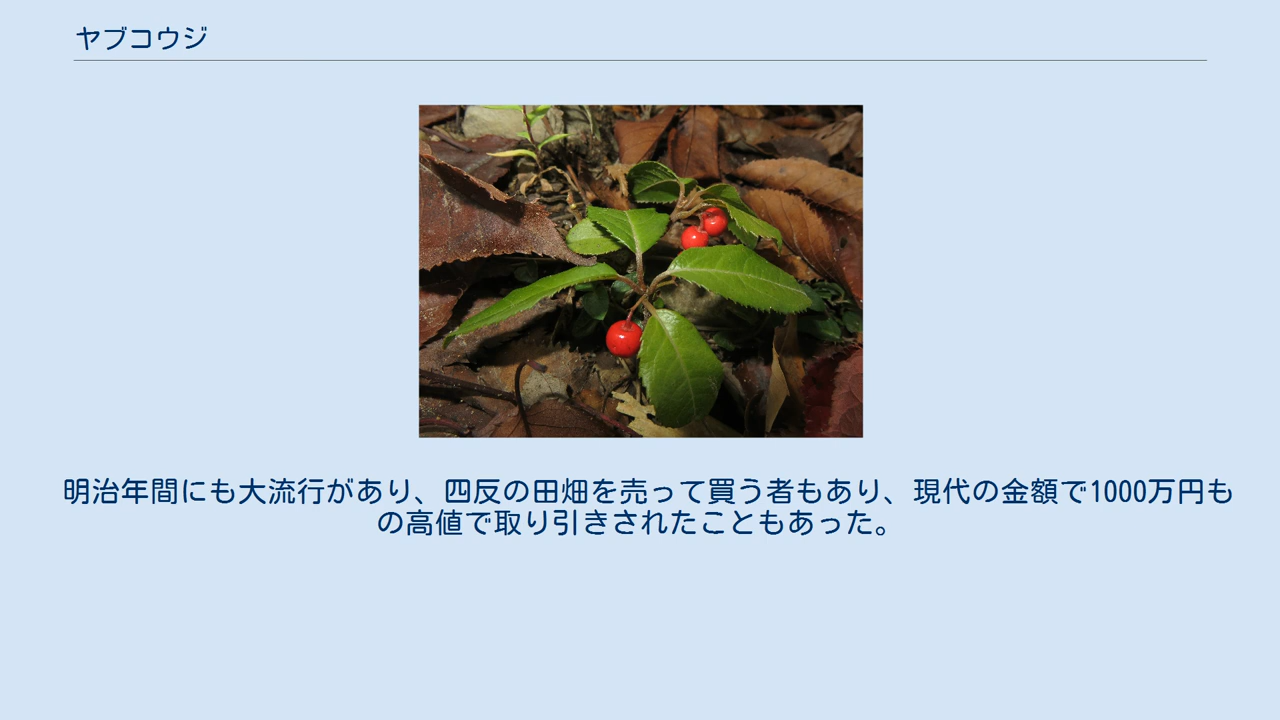 ヤブコウジ
明治年間にも大流行があり、四反の田畑を売って買う者もあり、現代の金額で1000万円も
の高値で取り引きされたこともあった。